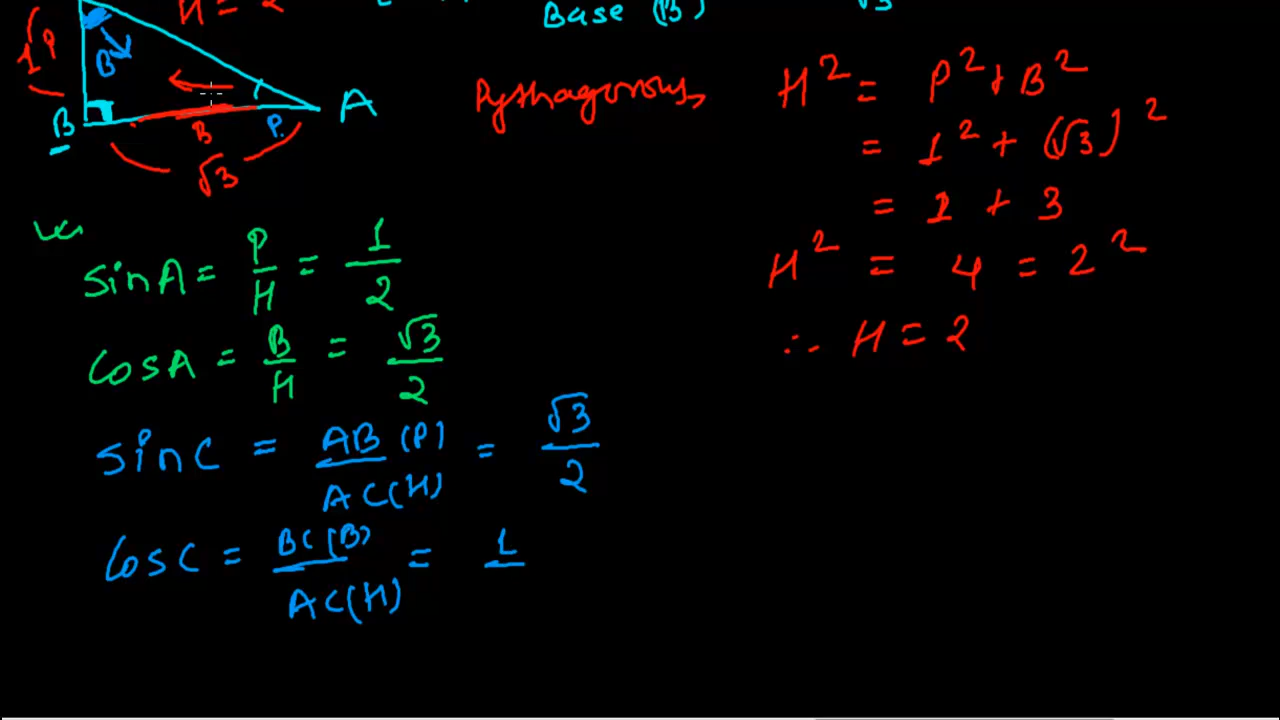 H = 2
Base (B)
√3
1 P
B
B
A
B
P.
√3
Pythagorous,
H² = P² + B²
= 1² + (√3)²
= 1 + 3
H² = 4 = 2²
∴ H = 2
sinA = P/H = 1/2
CosA = B/H = √3/2
sinC = AB (P)/AC(H) = √3/2
CosC = BC(B)/AC(H) = 1